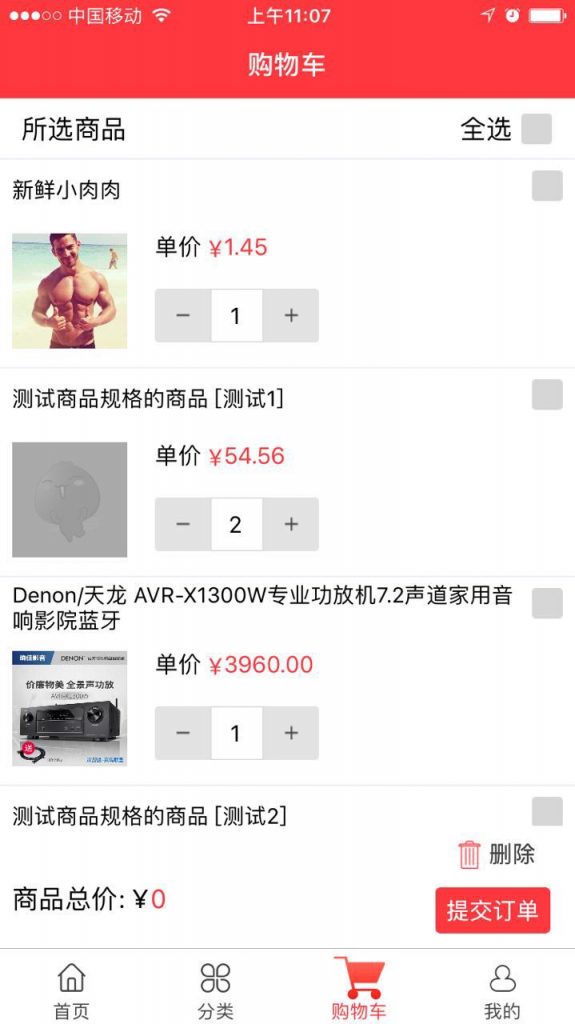 中国移动 上午11:07
购物车
所选商品 全选
新鲜小肉肉
单价 ¥1.45
− 1 +
测试商品规格的商品 [测试1]
单价 ¥54.56
− 2 +
Denon/天龙 AVR-X1300W专业功放机7.2声道家用音
响影院蓝牙
DENON
价廉物美 全景声功放
送
单价 ¥3960.00
− 1 +
测试商品规格的商品 [测试2]
删除
商品总价: ¥0
提交订单
首页 分类 购物车 我的